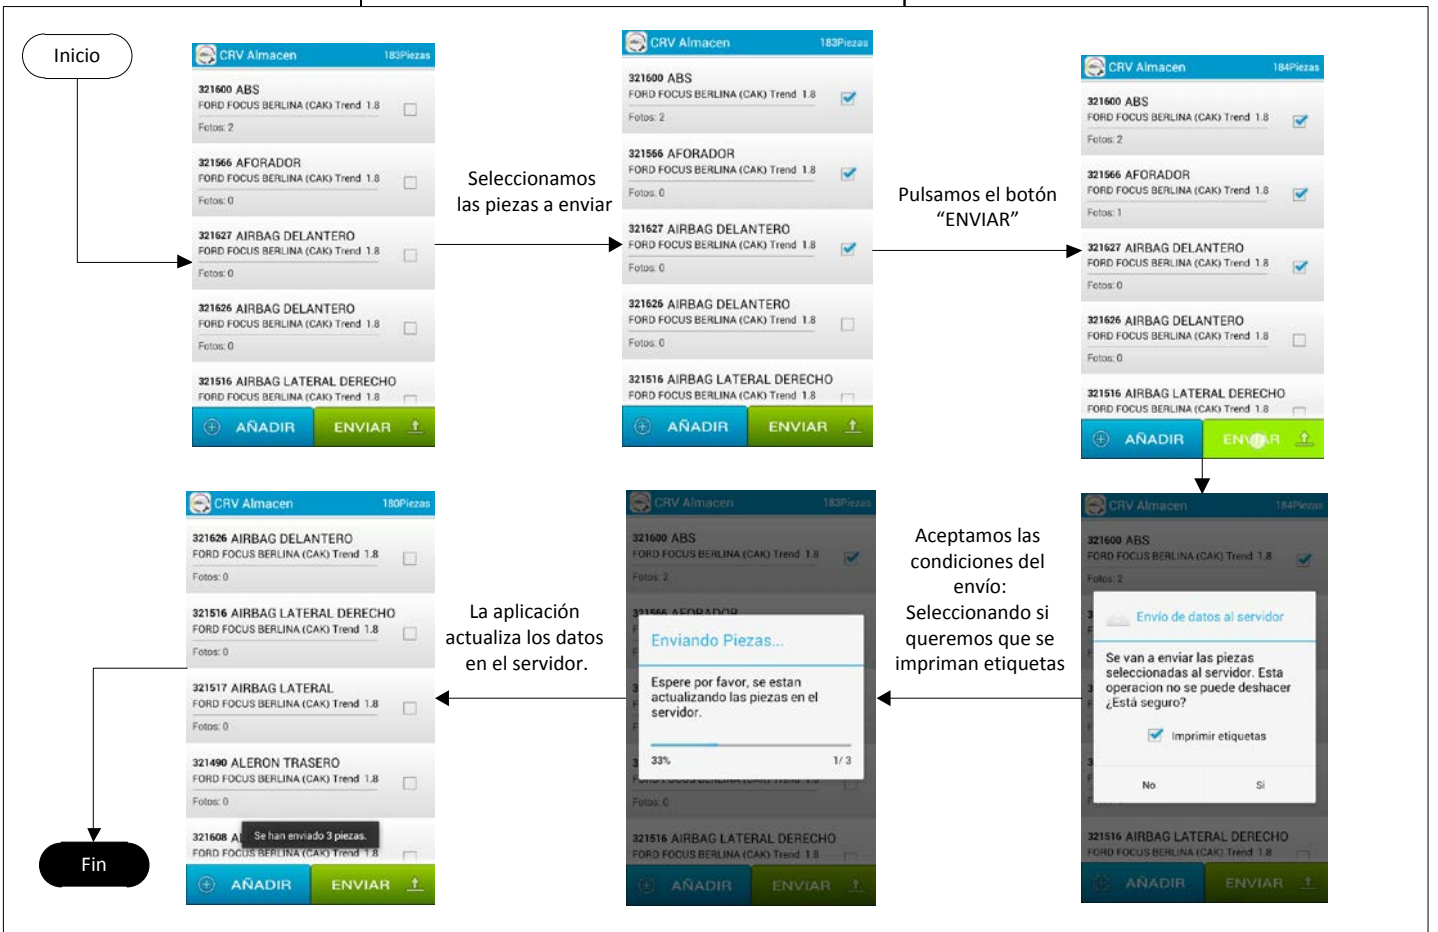 Inicio
CRV Almacen 183Piezas
321600 ABS
FORD FOCUS BERLINA (CAK) Trend 1.8
Fotos: 2
321566 AFORADOR
FORD FOCUS BERLINA (CAK) Trend 1.8
Fotos: 0
321627 AIRBAG DELANTERO
FORD FOCUS BERLINA (CAK) Trend 1.8
Fotos: 0
321626 AIRBAG DELANTERO
FORD FOCUS BERLINA (CAK) Trend 1.8
Fotos: 0
321516 AIRBAG LATERAL DERECHO
FORD FOCUS BERLINA (CAK) Trend 1.8
AÑADIR ENVIAR
Seleccionamos
las piezas a enviar
CRV Almacen 183Piezas
321600 ABS
FORD FOCUS BERLINA (CAK) Trend 1.8
Fotos: 2
321566 AFORADOR
FORD FOCUS BERLINA (CAK) Trend 1.8
Fotos: 0
321627 AIRBAG DELANTERO
FORD FOCUS BERLINA (CAK) Trend 1.8
Fotos: 0
321626 AIRBAG DELANTERO
FORD FOCUS BERLINA (CAK) Trend 1.8
Fotos: 0
321516 AIRBAG LATERAL DERECHO
FORD FOCUS BERLINA (CAK) Trend 1.8
AÑADIR ENVIAR
Pulsamos el botón
“ENVIAR”
CRV Almacen 184Piezas
321600 ABS
FORD FOCUS BERLINA (CAK) Trend 1.8
Fotos: 2
321566 AFORADOR
FORD FOCUS BERLINA (CAK) Trend 1.8
Fotos: 1
321627 AIRBAG DELANTERO
FORD FOCUS BERLINA (CAK) Trend 1.8
Fotos: 0
321626 AIRBAG DELANTERO
FORD FOCUS BERLINA (CAK) Trend 1.8
Fotos: 0
321516 AIRBAG LATERAL DERECHO
FORD FOCUS BERLINA (CAK) Trend 1.8
AÑADIR ENVIAR
CRV Almacen 184Piezas
321600 ABS
FORD FOCUS BERLINA (CAK) Trend 1.8
Fotos: 2
Envío de datos al servidor
Se van a enviar las piezas
seleccionadas al servidor. Esta
operacion no se puede deshacer
¿Está seguro?
Imprimir etiquetas
No Si
321516 AIRBAG LATERAL DERECHO
FORD FOCUS BERLINA (CAK) Trend 1.8
AÑADIR ENVIAR
Aceptamos las
condiciones del
envío:
Seleccionando si
queremos que se
impriman etiquetas
CRV Almacen 183Piezas
321600 ABS
FORD FOCUS BERLINA (CAK) Trend 1.8
Fotos: 2
321566 AFORADOR
Enviando Piezas...
Espere por favor, se estan
actualizando las piezas en el
servidor.
33% 1/ 3
Fotos: 0
321516 AIRBAG LATERAL DERECHO
FORD FOCUS BERLINA (CAK) Trend 1.8
AÑADIR ENVIAR
La aplicación
actualiza los datos
en el servidor.
CRV Almacen 180Piezas
321626 AIRBAG DELANTERO
FORD FOCUS BERLINA (CAK) Trend 1.8
Fotos: 0
321516 AIRBAG LATERAL DERECHO
FORD FOCUS BERLINA (CAK) Trend 1.8
Fotos: 0
321517 AIRBAG LATERAL
FORD FOCUS BERLINA (CAK) Trend 1.8
Fotos: 0
321490 ALERON TRASERO
FORD FOCUS BERLINA (CAK) Trend 1.8
Fotos: 0
321608
Se han enviado 3 piezas.
FORD FOCUS BERLINA (CAK) Trend 1.8
AÑADIR ENVIAR
Fin